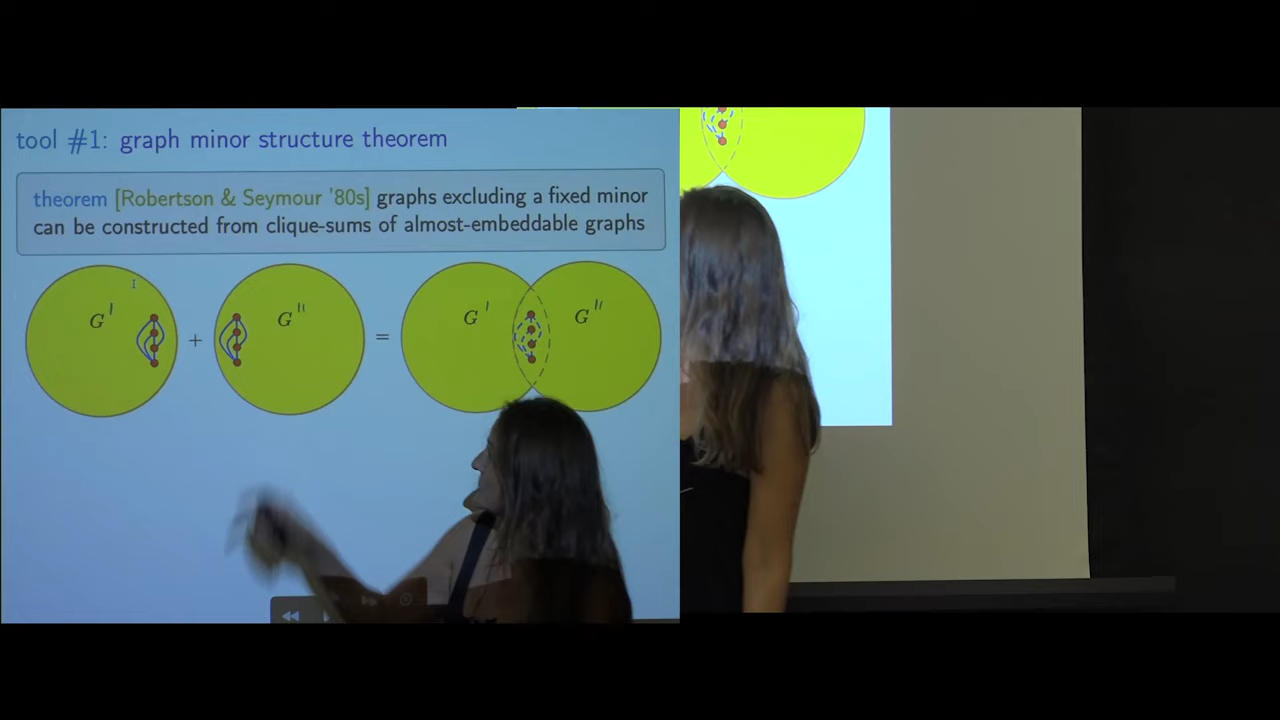 tool #1: graph minor structure theorem
theorem [Robertson & Seymour '80s] graphs excluding a fixed minor
can be constructed from clique-sums of almost-embeddable graphs
G' + G'' = G' G''